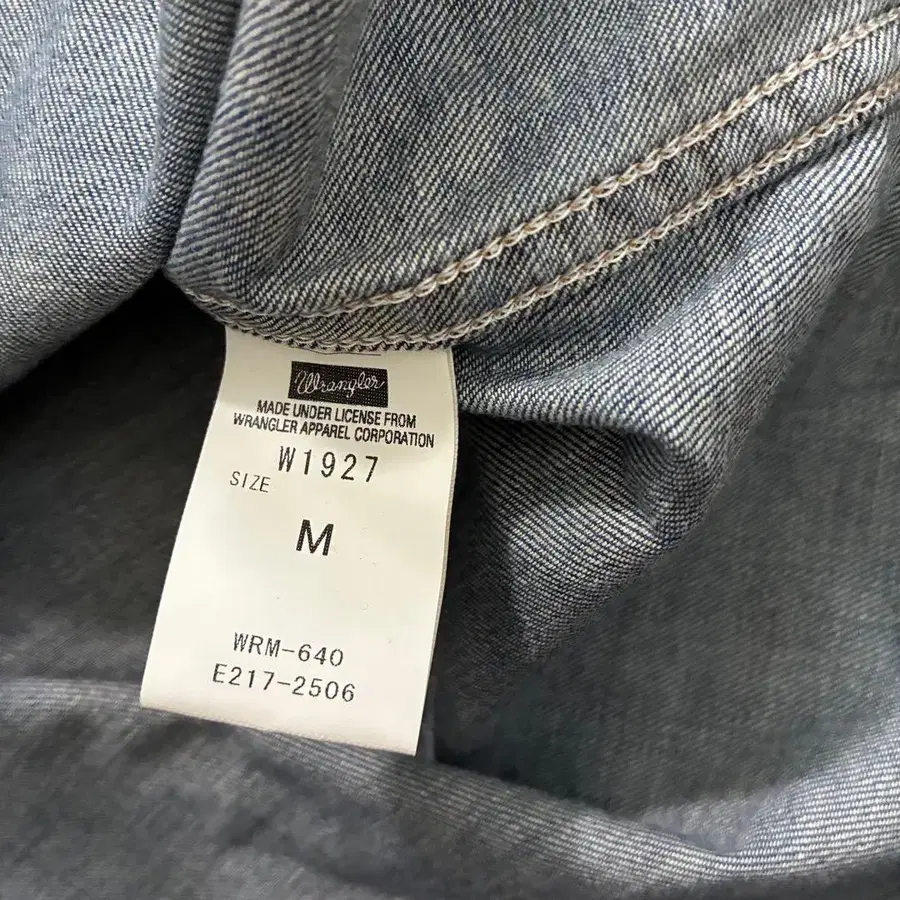 Wrangler
MADE UNDER LICENSE FROM
WRANGLER APPAREL CORPORATION
W1927
SIZE
M
WRM-640
E217-2506